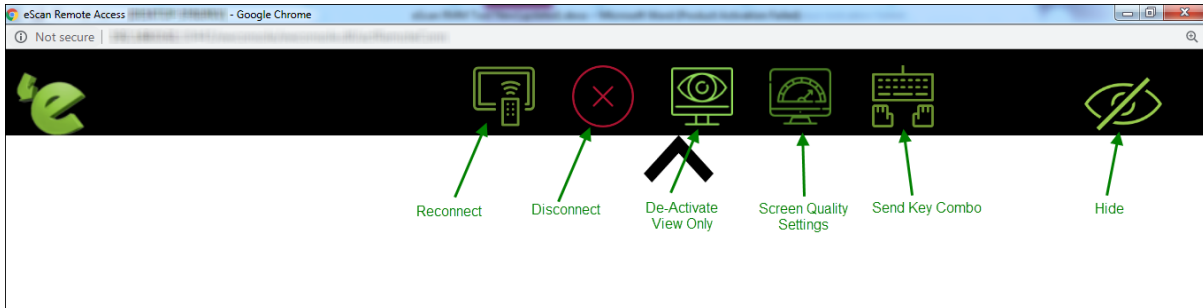 eScan Remote Access - Google Chrome
Not secure
Reconnect
Disconnect
De-Activate
View Only
Screen Quality
Settings
Send Key Combo
Hide